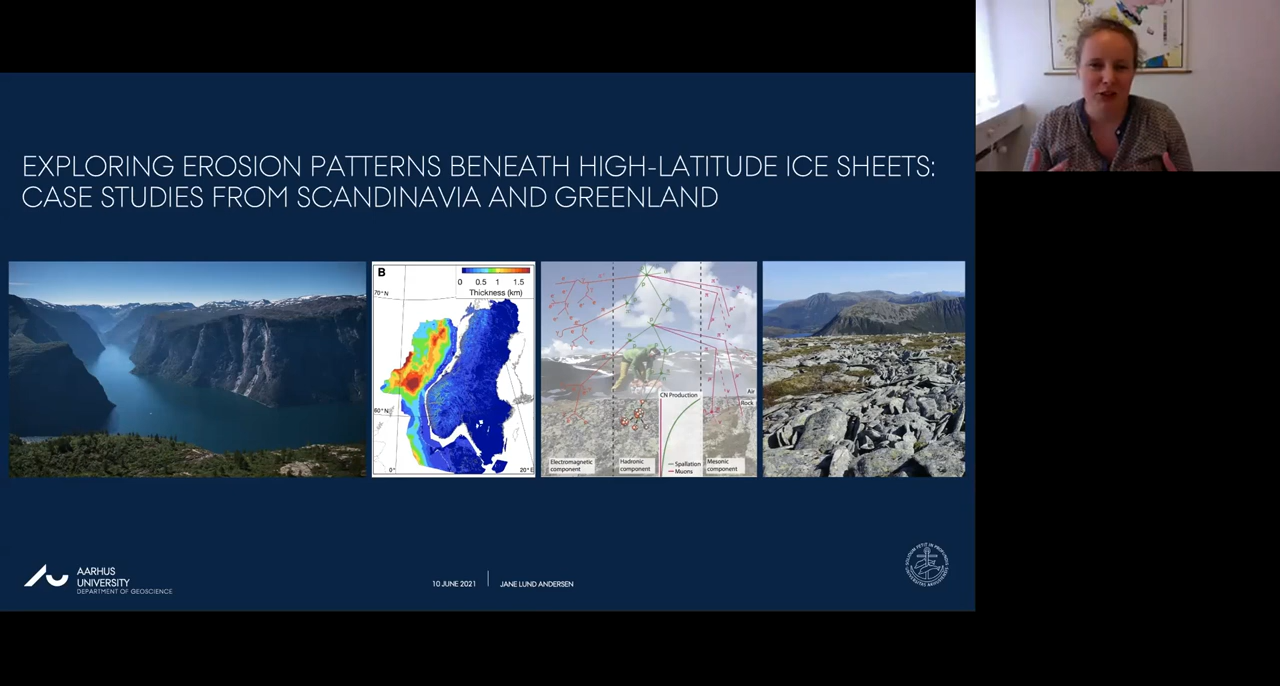 EXPLORING EROSION PATTERNS BENEATH HIGH-LATITUDE ICE SHEETS:
CASE STUDIES FROM SCANDINAVIA AND GREENLAND
B
0 0.5 1 1.5
Thickness (km)
70°N
60°N
0°
20°E
Air
Rock
CN Production
Electromagnetic
component
Hadronic
component
Spallation
Muons
Mesonic
component
AARHUS
UNIVERSITY
DEPARTMENT OF GEOSCIENCE
10 JUNE 2021
JANE LUND ANDERSEN